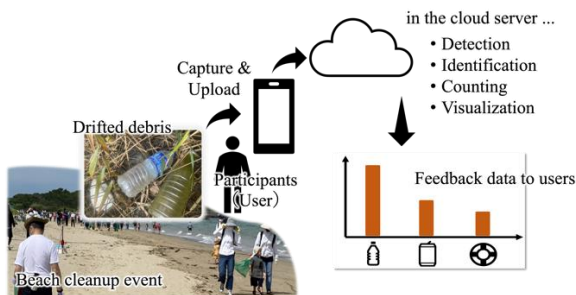 in the cloud server ...
• Detection
• Identification
• Counting
• Visualization
Capture &
Upload
Drifted debris
Participants
(User)
Feedback data to users
Beach cleanup event